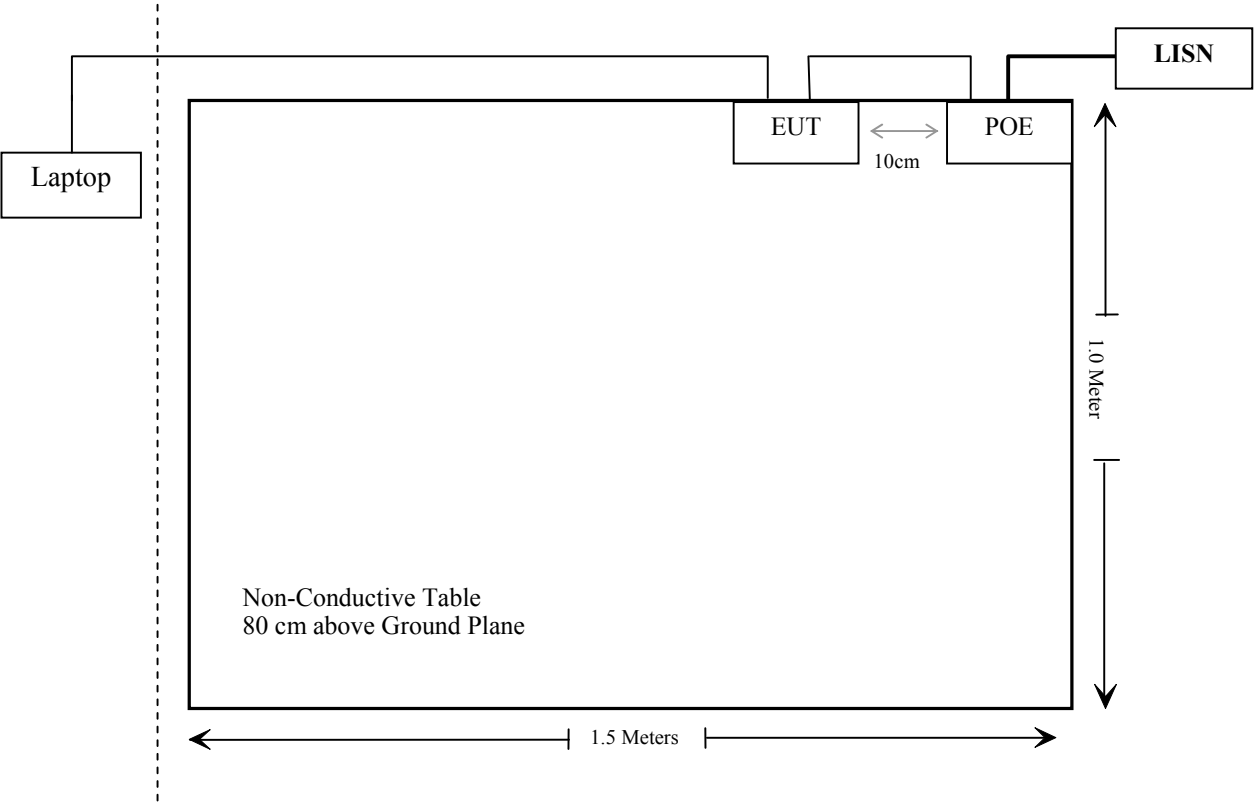 LISN
EUT
POE
10cm
Laptop
1.0 Meter
Non-Conductive Table
80 cm above Ground Plane
1.5 Meters